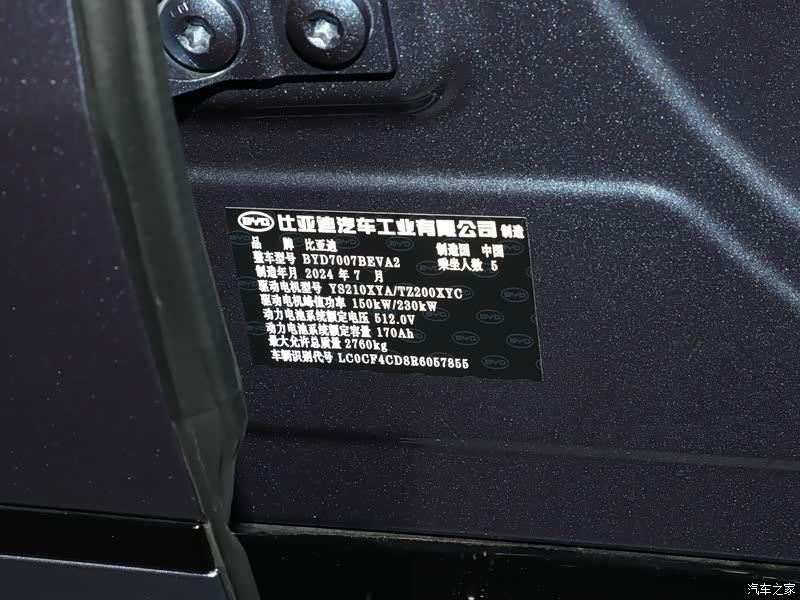 BYD 比亚迪汽车工业有限公司 制造
品 牌 比亚迪 制造国 中国
整车型号 BYD7007BEVA2 乘坐人数 5
制造年月 2024 年 7 月
驱动电机型号 YS210XYA/TZ200XYC
驱动电机峰值功率 150kW/230kW
动力电池系统额定电压 512.0V
动力电池系统额定容量 170Ah
最大允许总质量 2760kg
车辆识别代号 LC0CF4CD8R6057855
汽车之家